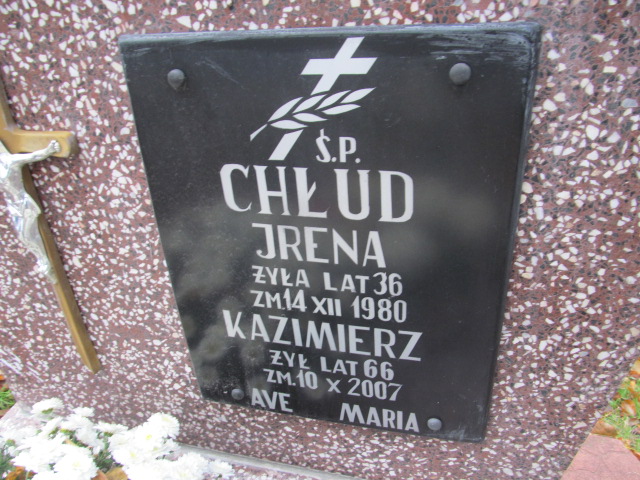 Ś.P.
CHŁUD
JRENA
ŻYŁA LAT 36
ZM 14 XII 1980
KAZIMIERZ
ŻYŁ LAT 66
ZM. 10 X 2007
AVE MARIA